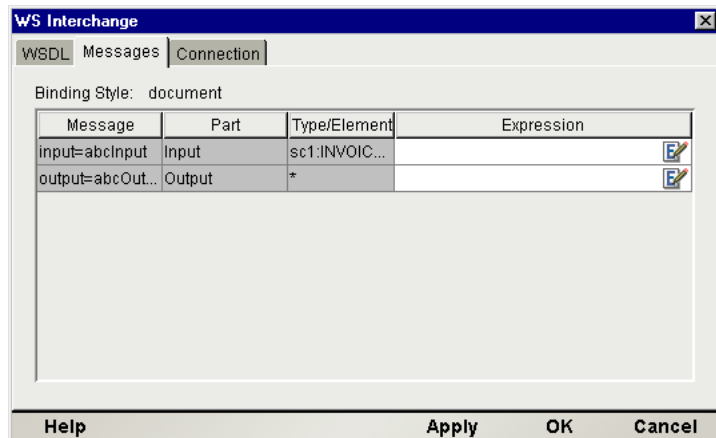 WS Interchange
WSDL Messages Connection
Binding Style: document
Message Part Type/Element Expression
input=abcInput Input sc1:INVOIC...
output=abcOut... Output *
Help Apply OK Cancel